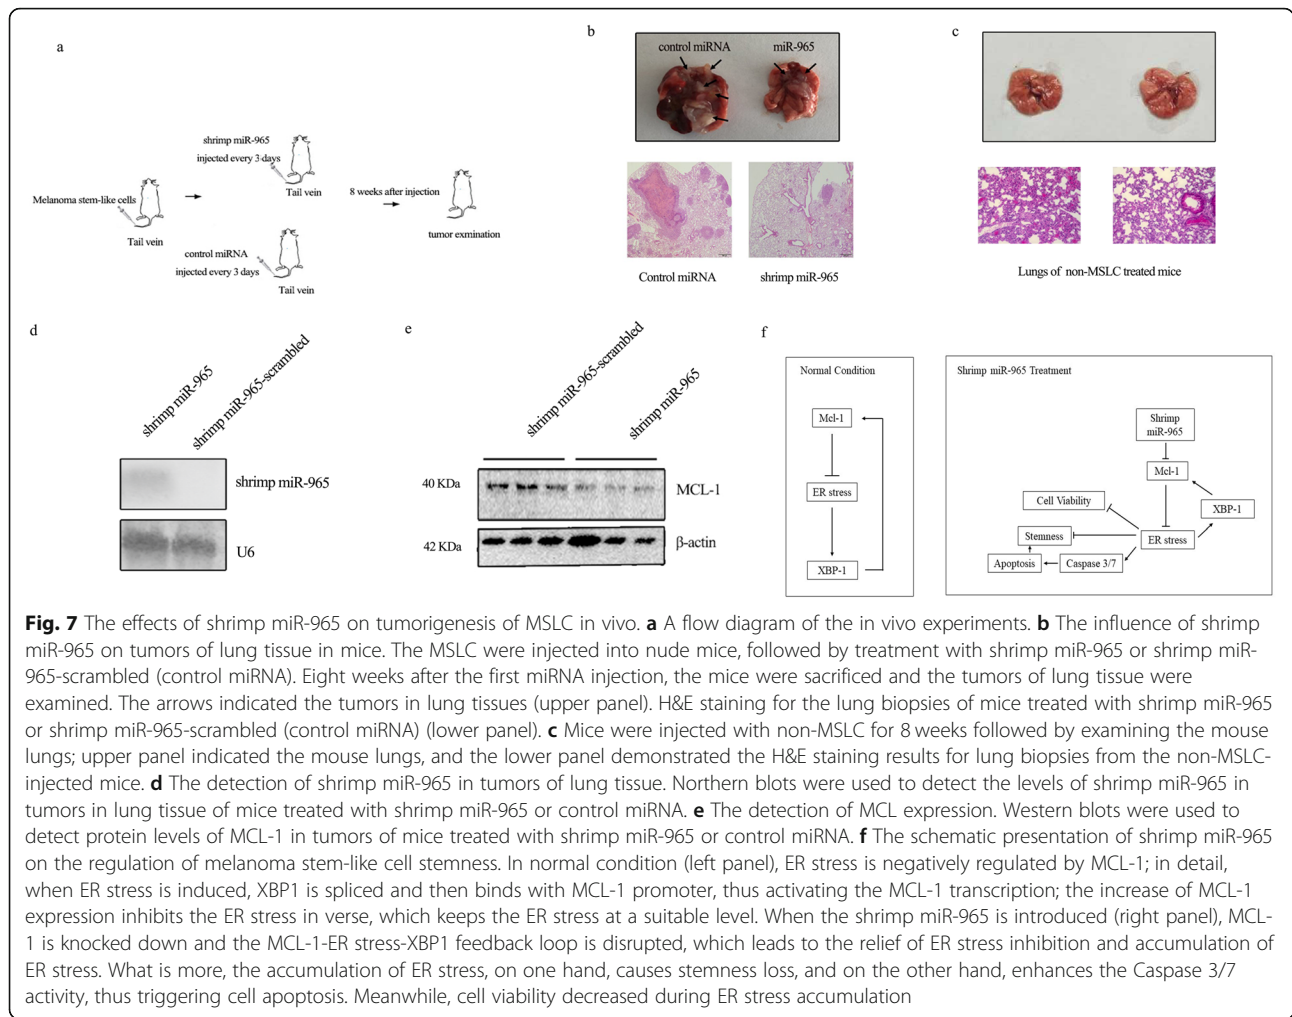 a
shrimp miR-965
injected every 3 days
Tail vein
Melanoma stem-like cells
Tail vein
8 weeks after injection
tumor exmination
control miRNA
injected every 3 days
Tail vein
b
control miRNA
miR-965
Control miRNA
shrimp miR-965
c
Lungs of non-MSLC treated mice
d
shrimp miR-965
shrimp miR-965-scrambled
shrimp miR-965
U6
e
shrimp miR-965-scrambled
shrimp miR-965
40 KDa
MCL-1
42 KDa
β-actin
f
Normal Condition
Mcl-1
ER stress
XBP-1
Shrimp miR-965 Treatment
Shrimp
miR-965
Mcl-1
Cell Viability
XBP-1
Stemness
ER stress
Apoptosis
Caspase 3/7
Fig. 7 The effects of shrimp miR-965 on tumorigenesis of MSLC in vivo. a A flow diagram of the in vivo experiments. b The influence of shrimp
miR-965 on tumors of lung tissue in mice. The MSLC were injected into nude mice, followed by treatment with shrimp miR-965 or shrimp miR-
965-scrambled (control miRNA). Eight weeks after the first miRNA injection, the mice were sacrificed and the tumors of lung tissue were
examined. The arrows indicated the tumors in lung tissues (upper panel). H&E staining for the lung biopsies of mice treated with shrimp miR-965
or shrimp miR-965-scrambled (control miRNA) (lower panel). c Mice were injected with non-MSLC for 8 weeks followed by examining the mouse
lungs; upper panel indicated the mouse lungs, and the lower panel demonstrated the H&E staining results for lung biopsies from the non-MSLC-
injected mice. d The detection of shrimp miR-965 in tumors of lung tissue. Northern blots were used to detect the levels of shrimp miR-965 in
tumors in lung tissue of mice treated with shrimp miR-965 or control miRNA. e The detection of MCL expression. Western blots were used to
detect protein levels of MCL-1 in tumors of mice treated with shrimp miR-965 or control miRNA. f The schematic presentation of shrimp miR-965
on the regulation of melanoma stem-like cell stemness. In normal condition (left panel), ER stress is negatively regulated by MCL-1; in detail,
when ER stress is induced, XBP1 is spliced and then binds with MCL-1 promoter, thus activating the MCL-1 transcription; the increase of MCL-1
expression inhibits the ER stress in verse, which keeps the ER stress at a suitable level. When the shrimp miR-965 is introduced (right panel), MCL-
1 is knocked down and the MCL-1-ER stress-XBP1 feedback loop is disrupted, which leads to the relief of ER stress inhibition and accumulation of
ER stress. What is more, the accumulation of ER stress, on one hand, causes stemness loss, and on the other hand, enhances the Caspase 3/7
activity, thus triggering cell apoptosis. Meanwhile, cell viability decreased during ER stress accumulation